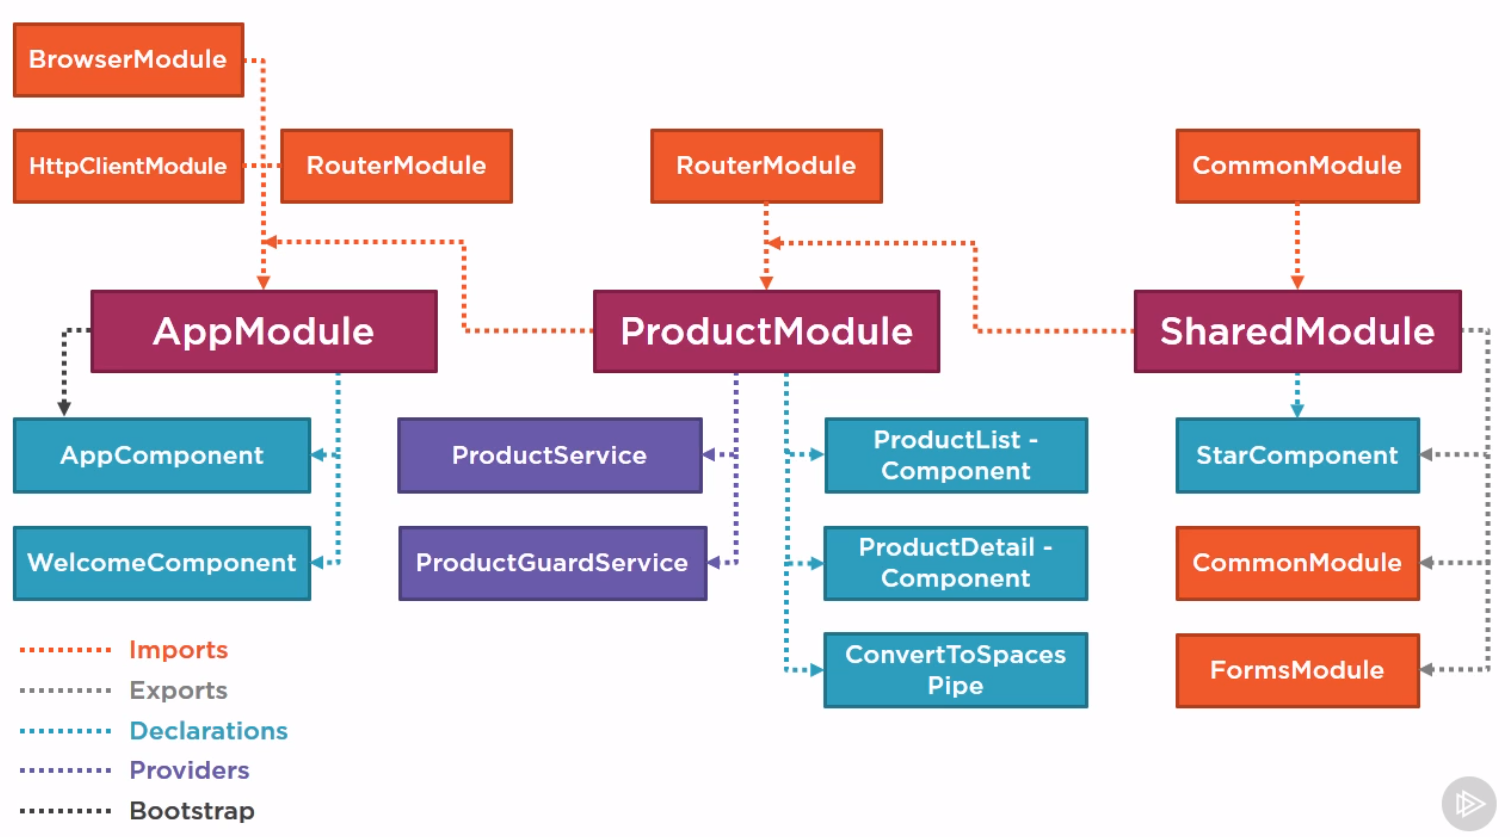 BrowserModule
HttpClientModule
RouterModule
RouterModule
CommonModule
AppModule
ProductModule
SharedModule
AppComponent
ProductService
ProductList -
Component
StarComponent
WelcomeComponent
ProductGuardService
ProductDetail -
Component
CommonModule
ConvertToSpaces
Pipe
FormsModule
Imports
Exports
Declarations
Providers
Bootstrap